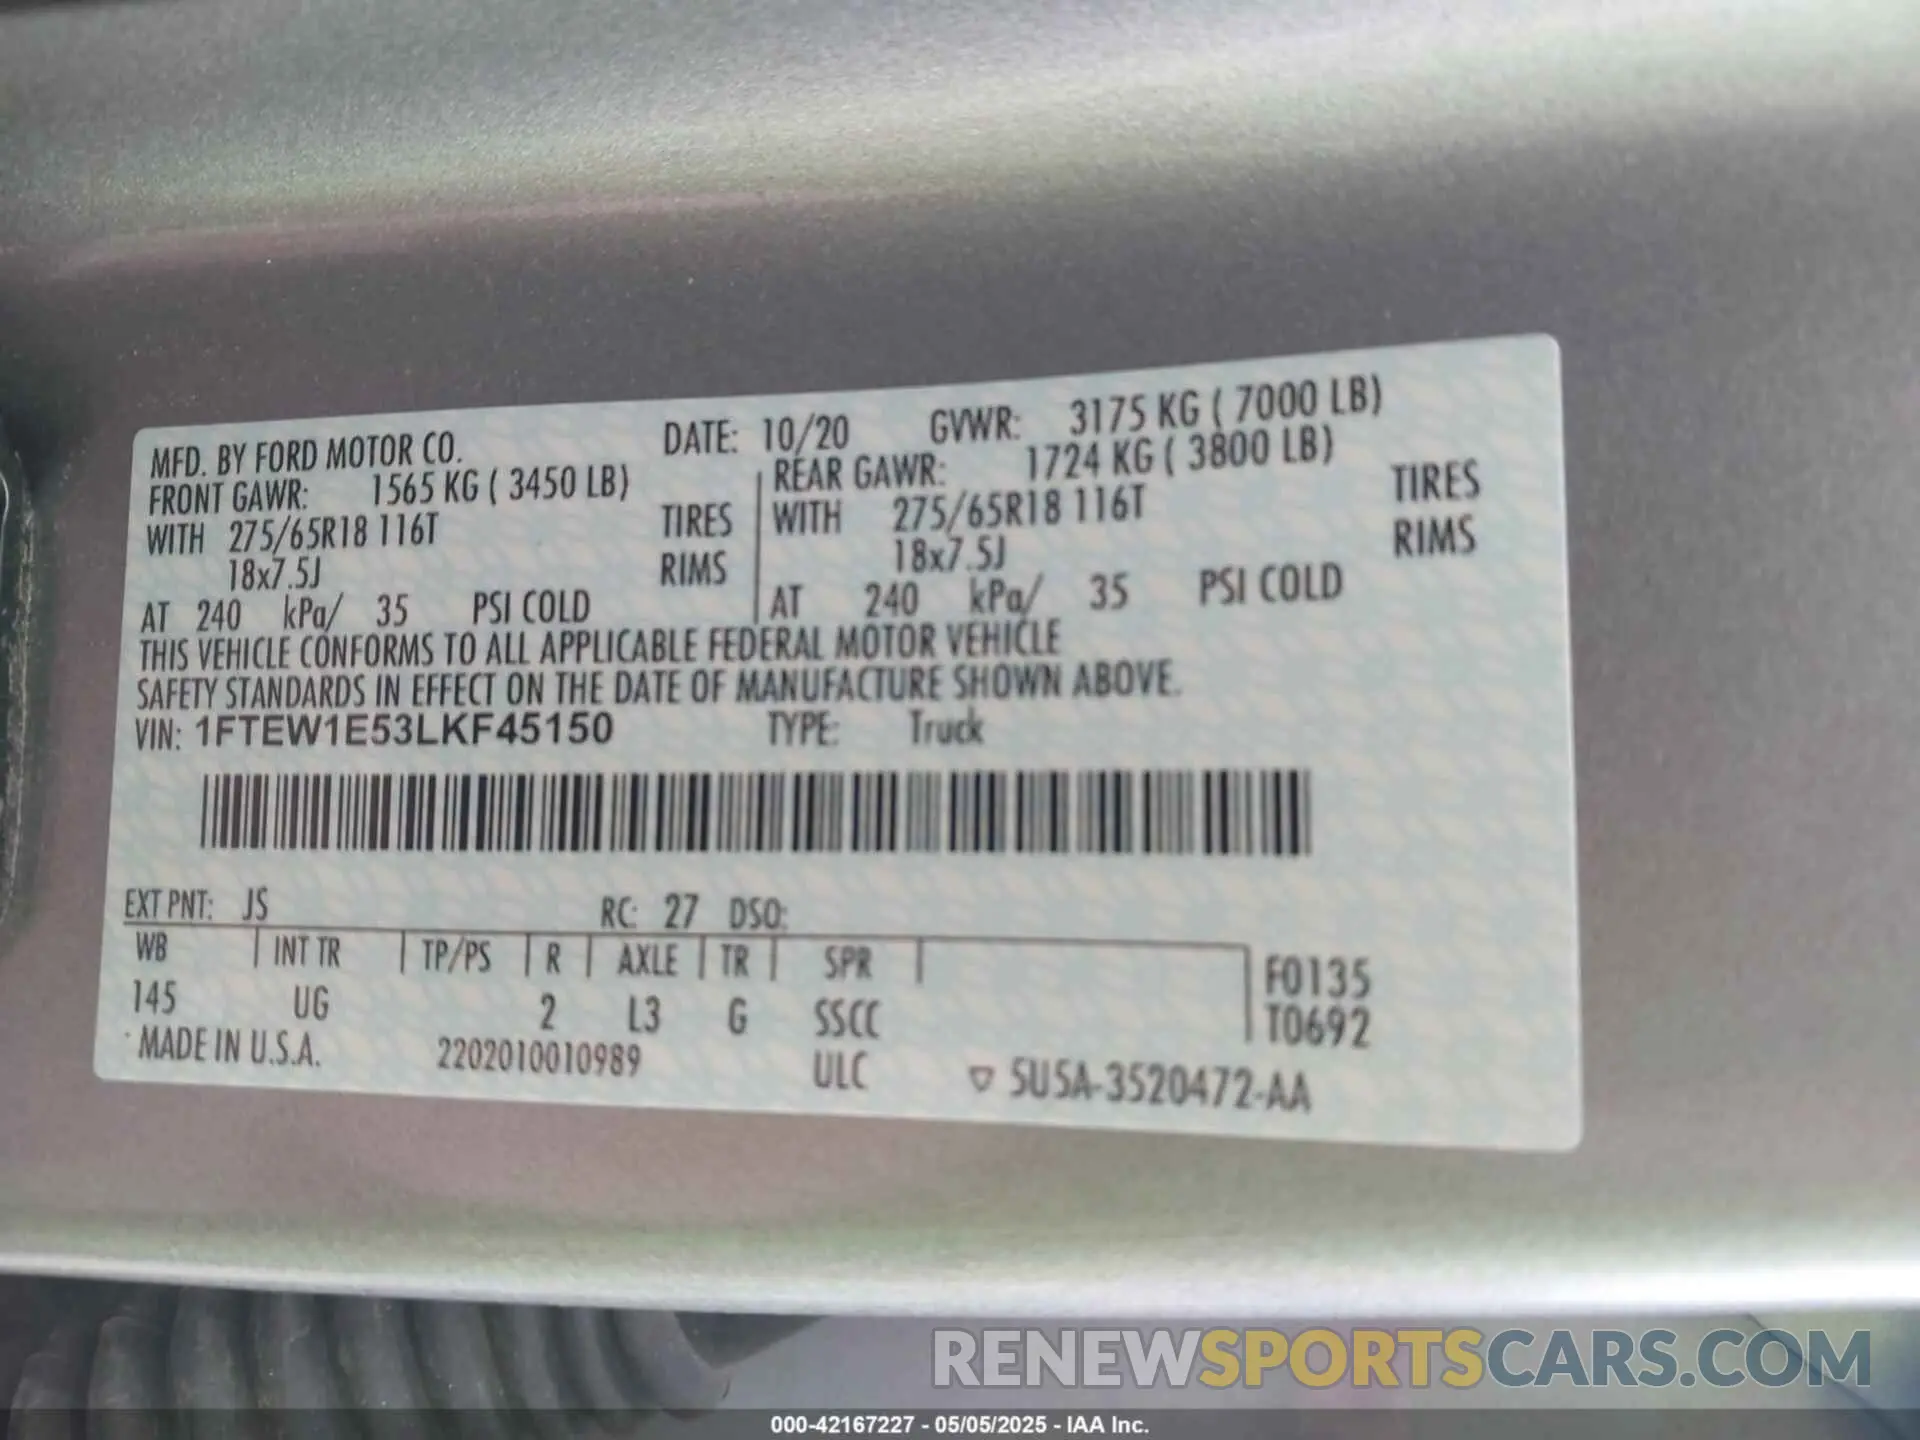 MFD. BY FORD MOTOR CO. DATE: 10/20 GVWR: 3175 KG ( 7000 LB)
FRONT GAWR: 1565 KG ( 3450 LB) REAR GAWR: 1724 KG ( 3800 LB)
WITH 275/65R18 116T TIRES WITH 275/65R18 116T TIRES
18x7.5J RIMS 18x7.5J RIMS
AT 240 kPa/ 35 PSI COLD AT 240 kPa/ 35 PSI COLD
THIS VEHICLE CONFORMS TO ALL APPLICABLE FEDERAL MOTOR VEHICLE
SAFETY STANDARDS IN EFFECT ON THE DATE OF MANUFACTURE SHOWN ABOVE.
VIN: 1FTEW1E53LKF45150 TYPE: Truck
EXT PNT: JS RC: 27 DSO:
WB INT TR TP/PS R AXLE TR SPR F0135
145 UG 2 L3 G SSCC T0692
MADE IN U.S.A. 2202010010989 ULC ▽ 5U5A-3520472-AA
RENEWSPORTSCARS.COM
000-42167227 - 05/05/2025 - IAA Inc.